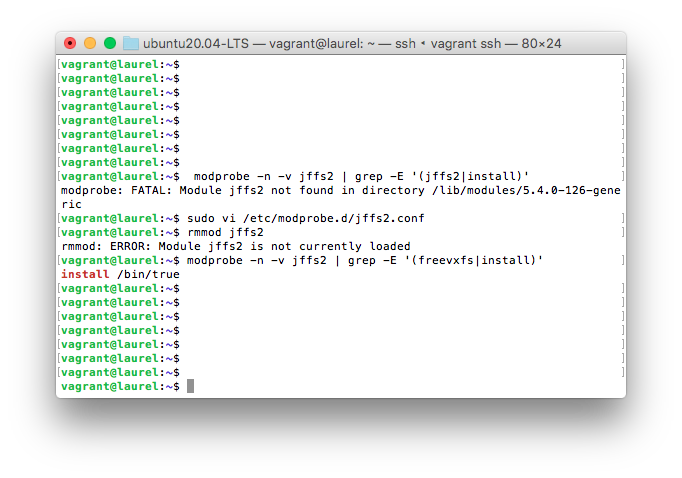 ubuntu20.04-LTS — vagrant@laurel: ~ — ssh ◂ vagrant ssh — 80×24
[vagrant@laurel:~$ ]
[vagrant@laurel:~$ ]
[vagrant@laurel:~$ ]
[vagrant@laurel:~$ ]
[vagrant@laurel:~$ ]
[vagrant@laurel:~$ ]
[vagrant@laurel:~$ ]
[vagrant@laurel:~$ ]
[vagrant@laurel:~$  modprobe -n -v jffs2 | grep -E '(jffs2|install)' ]
modprobe: FATAL: Module jffs2 not found in directory /lib/modules/5.4.0-126-gene
ric
[vagrant@laurel:~$ sudo vi /etc/modprobe.d/jffs2.conf ]
[vagrant@laurel:~$ rmmod jffs2 ]
rmmod: ERROR: Module jffs2 is not currently loaded
[vagrant@laurel:~$ modprobe -n -v jffs2 | grep -E '(freevxfs|install)' ]
install /bin/true
[vagrant@laurel:~$ ]
[vagrant@laurel:~$ ]
[vagrant@laurel:~$ ]
[vagrant@laurel:~$ ]
[vagrant@laurel:~$ ]
[vagrant@laurel:~$ ]
[vagrant@laurel:~$ ]
vagrant@laurel:~$